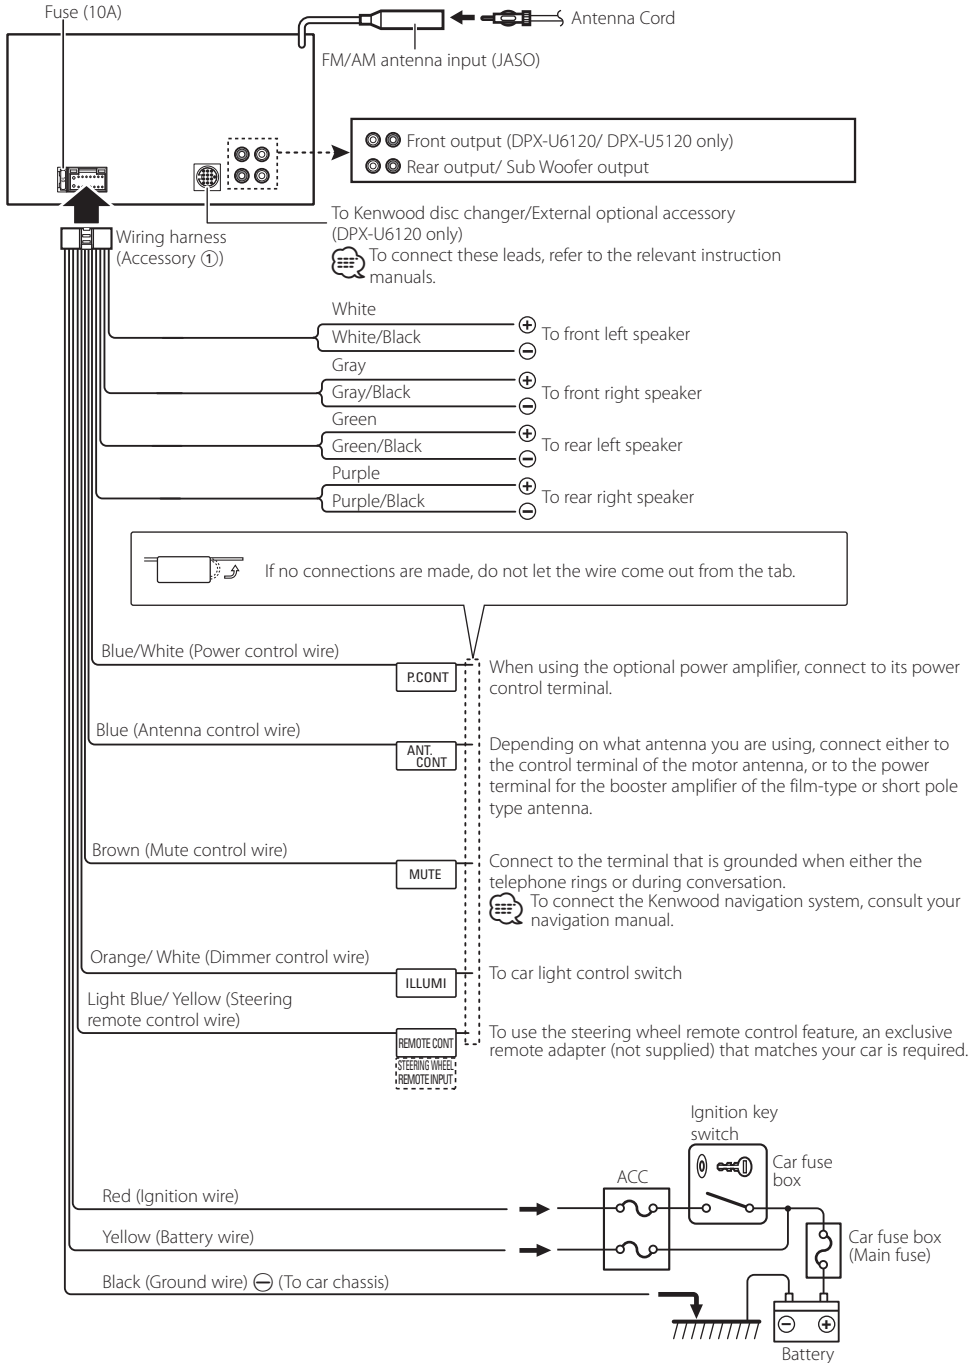 Fuse (10A)
Antenna Cord
FM/AM antenna input (JASO)
Front output (DPX-U6120/ DPX-U5120 only)
Rear output/ Sub Woofer output
To Kenwood disc changer/External optional accessory
(DPX-U6120 only)
To connect these leads, refer to the relevant instruction
manuals.
Wiring harness
(Accessory ①)
White
White/Black
⊕
⊖
To front left speaker
Gray
Gray/Black
⊕
⊖
To front right speaker
Green
Green/Black
⊕
⊖
To rear left speaker
Purple
Purple/Black
⊕
⊖
To rear right speaker
If no connections are made, do not let the wire come out from the tab.
Blue/White (Power control wire)
P.CONT
When using the optional power amplifier, connect to its power
control terminal.
Blue (Antenna control wire)
ANT.
CONT
Depending on what antenna you are using, connect either to
the control terminal of the motor antenna, or to the power
terminal for the booster amplifier of the film-type or short pole
type antenna.
Brown (Mute control wire)
MUTE
Connect to the terminal that is grounded when either the
telephone rings or during conversation.
To connect the Kenwood navigation system, consult your
navigation manual.
Orange/ White (Dimmer control wire)
ILLUMI
To car light control switch
Light Blue/ Yellow (Steering
remote control wire)
REMOTE CONT
STEERING WHEEL
REMOTE INPUT
To use the steering wheel remote control feature, an exclusive
remote adapter (not supplied) that matches your car is required.
Ignition key
switch
Car fuse
box
ACC
Red (Ignition wire)
Yellow (Battery wire)
Car fuse box
(Main fuse)
Black (Ground wire) ⊖ (To car chassis)
⊖ ⊕
Battery